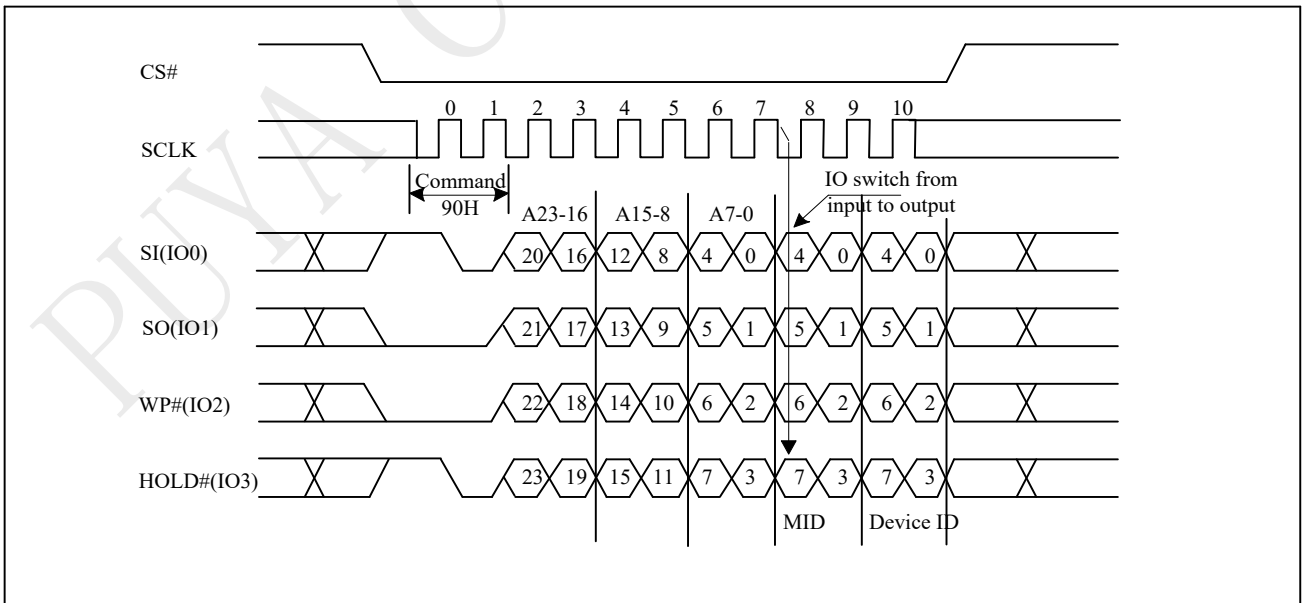 PUYA
CS#
0 1 2 3 4 5 6 7 8 9 10
SCLK
Command
90H
IO switch from
input to output
A23-16 A15-8 A7-0
SI(IO0) 20 16 12 8 4 0 4 0 4 0
SO(IO1) 21 17 13 9 5 1 5 1 5 1
WP#(IO2) 22 18 14 10 6 2 6 2 6 2
HOLD#(IO3) 23 19 15 11 7 3 7 3 7 3
MID Device ID